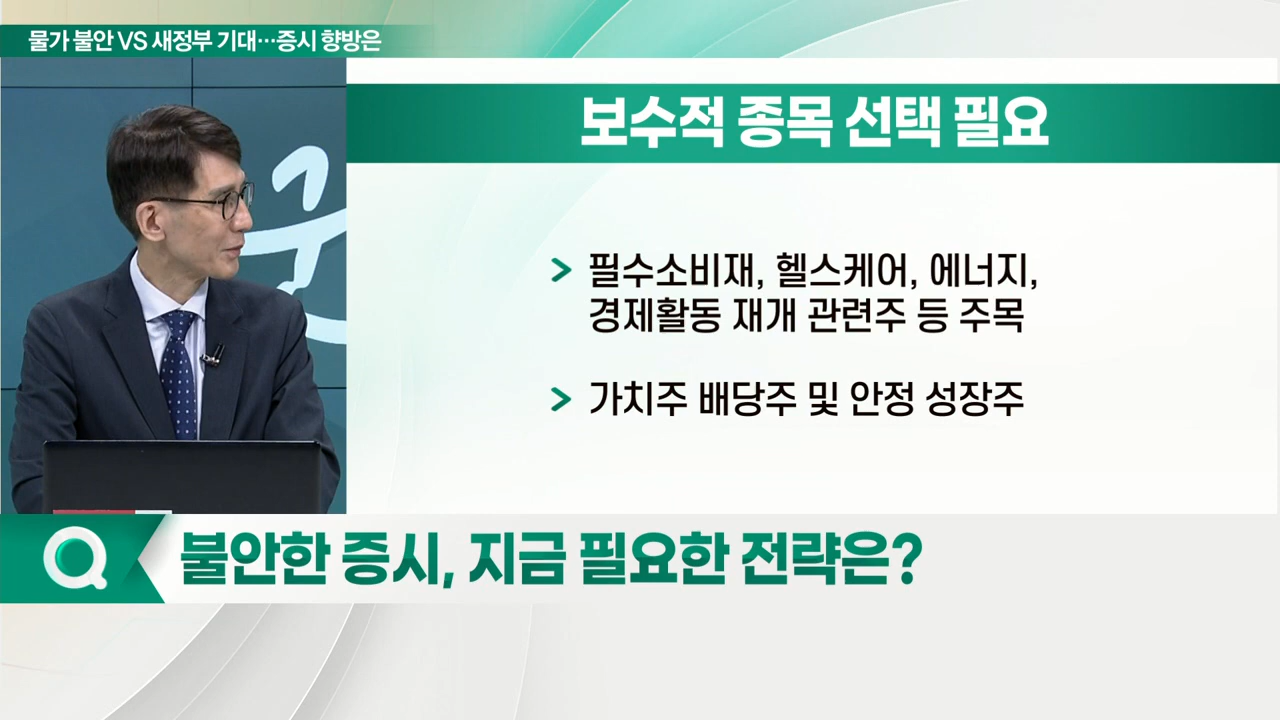 물가 불안 VS 새정부 기대…증시 향방은
보수적 종목 선택 필요
> 필수소비재, 헬스케어, 에너지,
경제활동 재개 관련주 등 주목
> 가치주 배당주 및 안정 성장주
Q 불안한 증시, 지금 필요한 전략은?